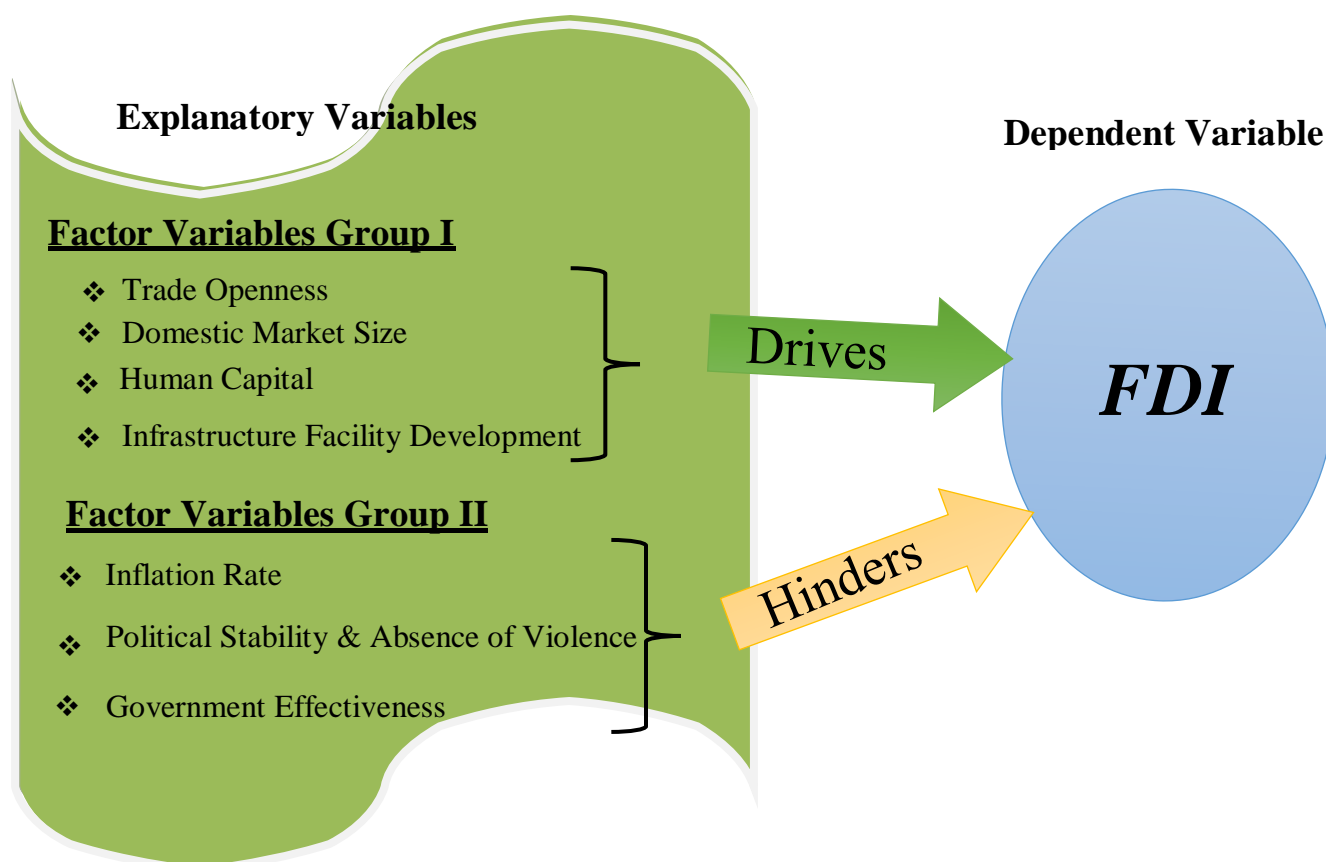 Explanatory Variables
Dependent Variable
Factor Variables Group I
❖ Trade Openness
❖ Domestic Market Size
❖ Human Capital
❖ Infrastructure Facility Development
Drives
FDI
Factor Variables Group II
❖ Inflation Rate
❖ Political Stability & Absence of Violence
❖ Government Effectiveness
Hinders